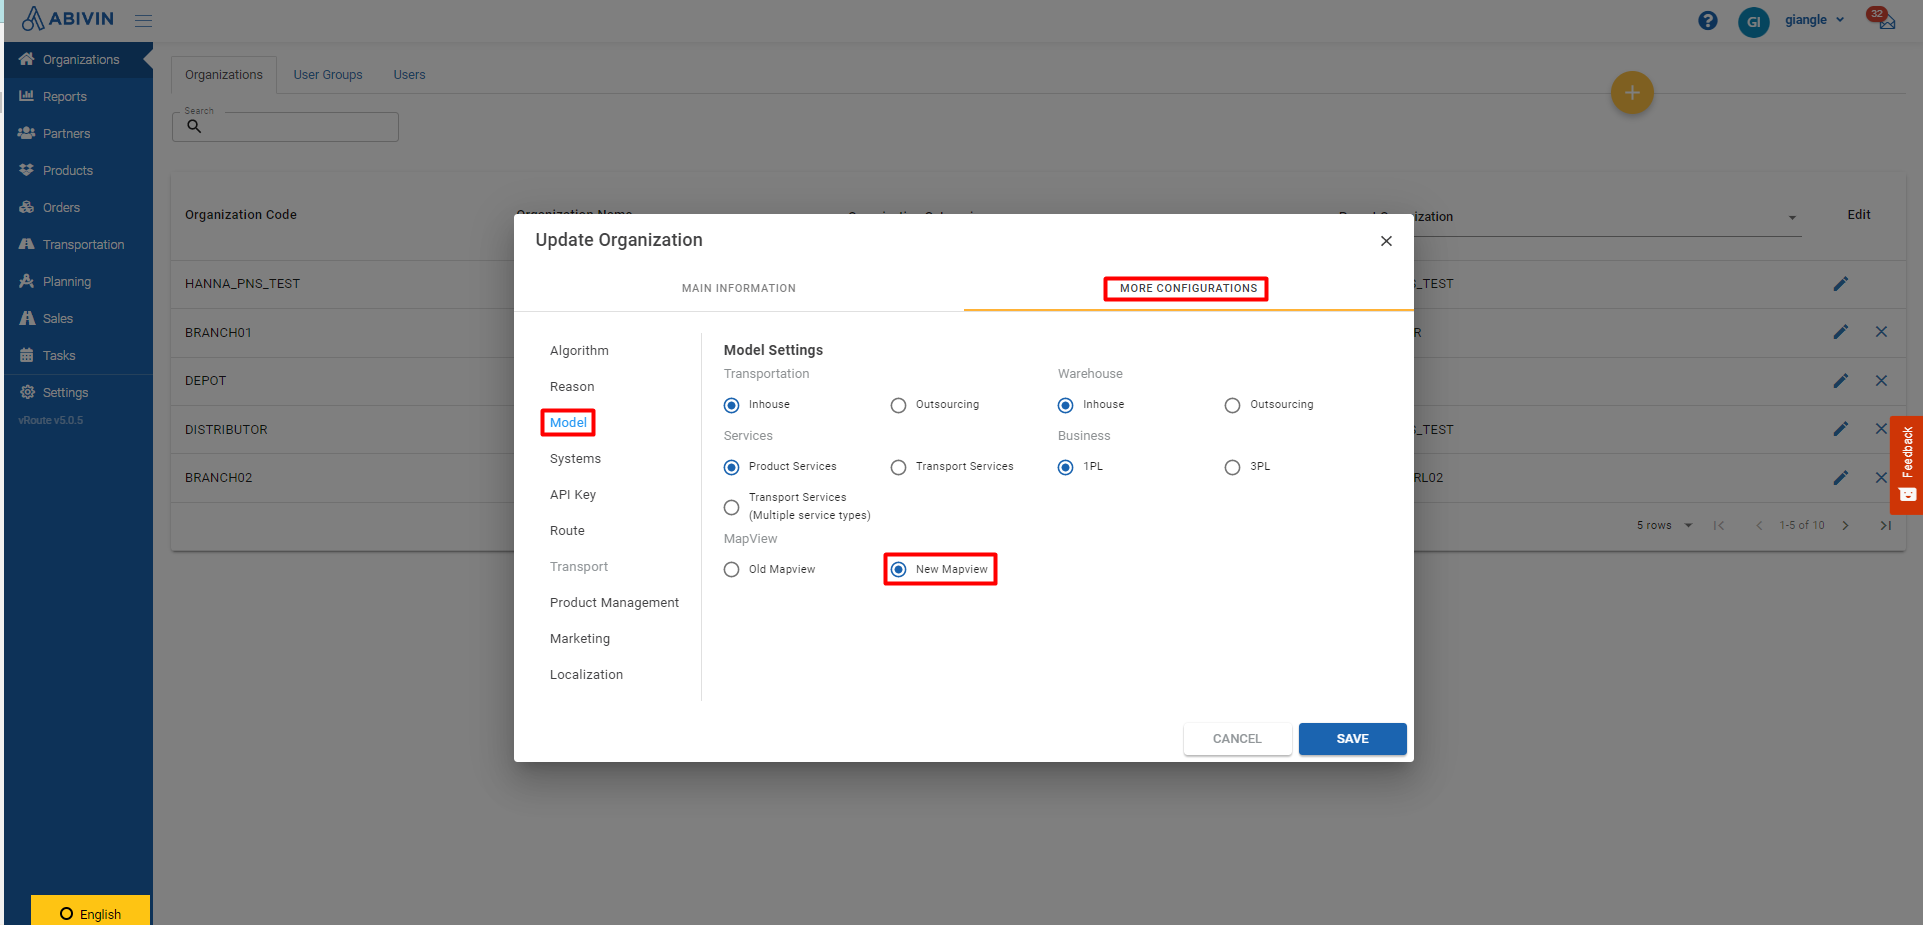 ABIVIN
GI
giangle
32
Organizations
Reports
Partners
Products
Orders
Transportation
Planning
Sales
Tasks
Settings
vRoute v5.0.5
English
Organizations
User Groups
Users
Search
Organization Code
Edit
HANNA_PNS_TEST
BRANCH01
DEPOT
DISTRIBUTOR
BRANCH02
5 rows
1-5 of 10
Feedback
Update Organization
MAIN INFORMATION
MORE CONFIGURATIONS
Algorithm
Reason
Model
Systems
API Key
Route
Transport
Product Management
Marketing
Localization
Model Settings
Transportation
Inhouse
Outsourcing
Warehouse
Inhouse
Outsourcing
Services
Product Services
Transport Services
Transport Services
(Multiple service types)
Business
1PL
3PL
MapView
Old Mapview
New Mapview
CANCEL
SAVE